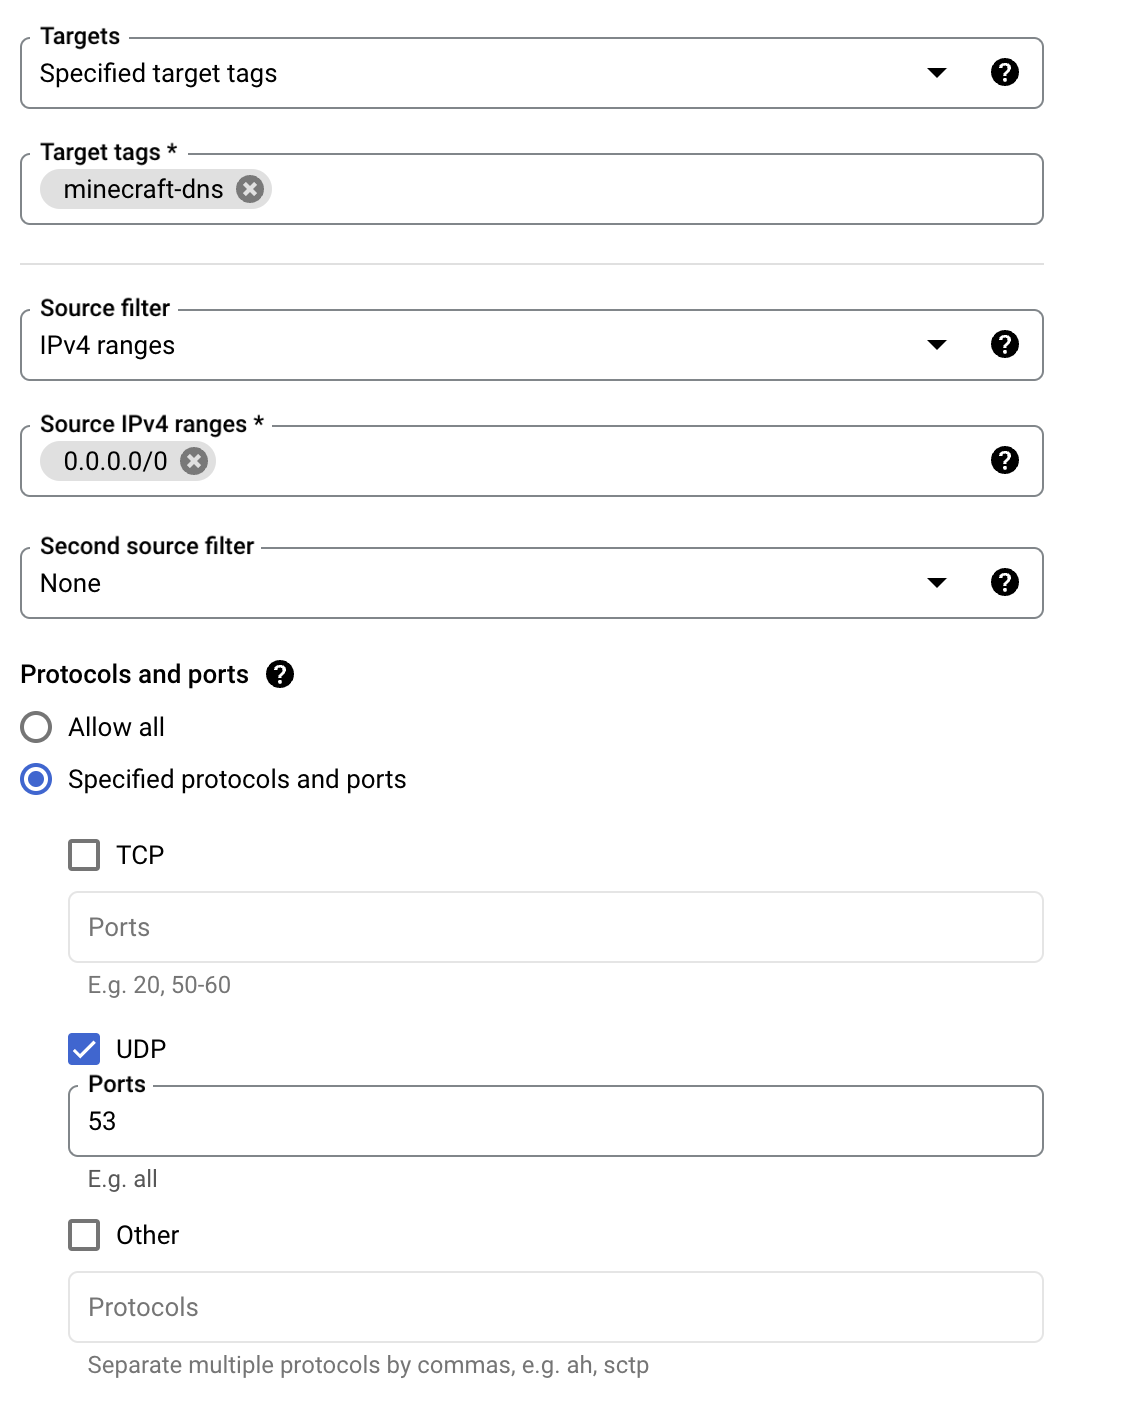 Targets
Specified target tags
Target tags *
minecraft-dns
Source filter
IPv4 ranges
Source IPv4 ranges *
0.0.0.0/0
Second source filter
None
Protocols and ports
Allow all
Specified protocols and ports
TCP
Ports
E.g. 20, 50-60
UDP
Ports
53
E.g. all
Other
Protocols
Separate multiple protocols by commas, e.g. ah, sctp